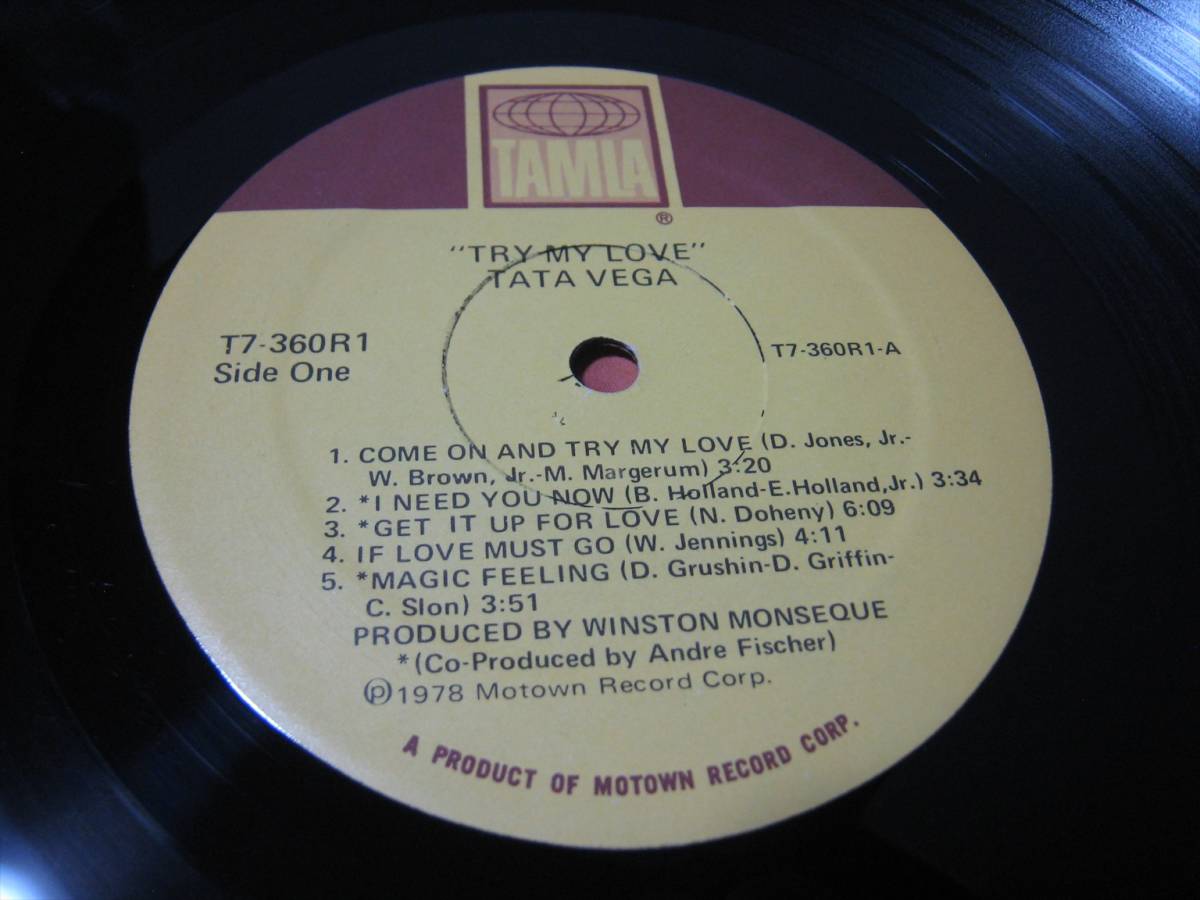 TAMLA
®
"TRY MY LOVE"
TATA VEGA
T7-360R1
Side One
T7-360R1-A
1. COME ON AND TRY MY LOVE (D. Jones, Jr.-
W. Brown, Jr.-M. Margerum) 3:20
2. *I NEED YOU NOW (B. Holland-E.Holland,Jr.) 3:34
3. *GET IT UP FOR LOVE (N. Doheny) 6:09
4. IF LOVE MUST GO (W. Jennings) 4:11
5. *MAGIC FEELING (D. Grushin-D. Griffin-
C. Slon) 3:51
PRODUCED BY WINSTON MONSEQUE
*(Co-Produced by Andre Fischer)
℗1978 Motown Record Corp.
A PRODUCT OF MOTOWN RECORD CORP.